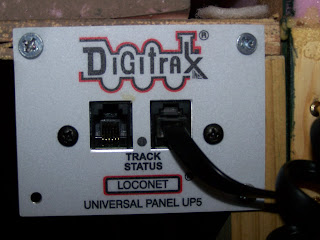 DiGitrax®
TRACK
STATUS
LOCONET®
UNIVERSAL PANEL UP5